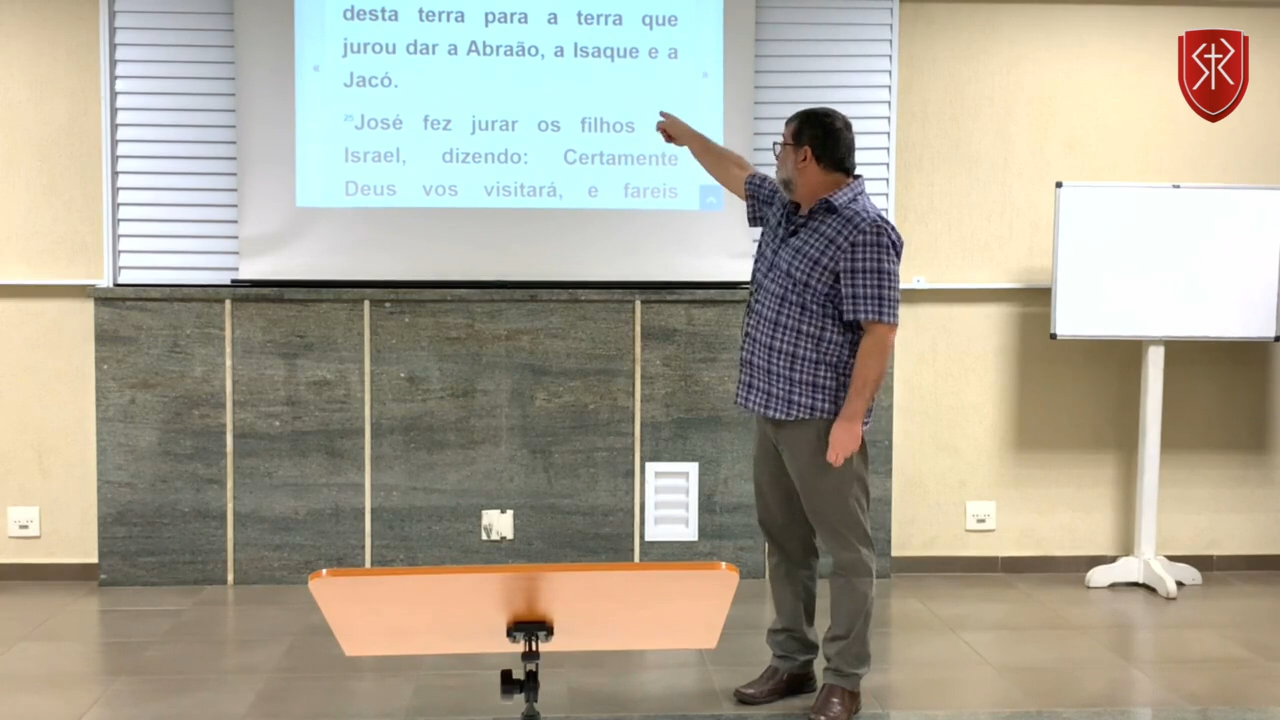 desta terra para a terra que
jurou dar a Abraão, a Isaque e a
Jacó.
25José fez jurar os filhos
Israel, dizendo: Certamente
Deus vos visitará, e fareis